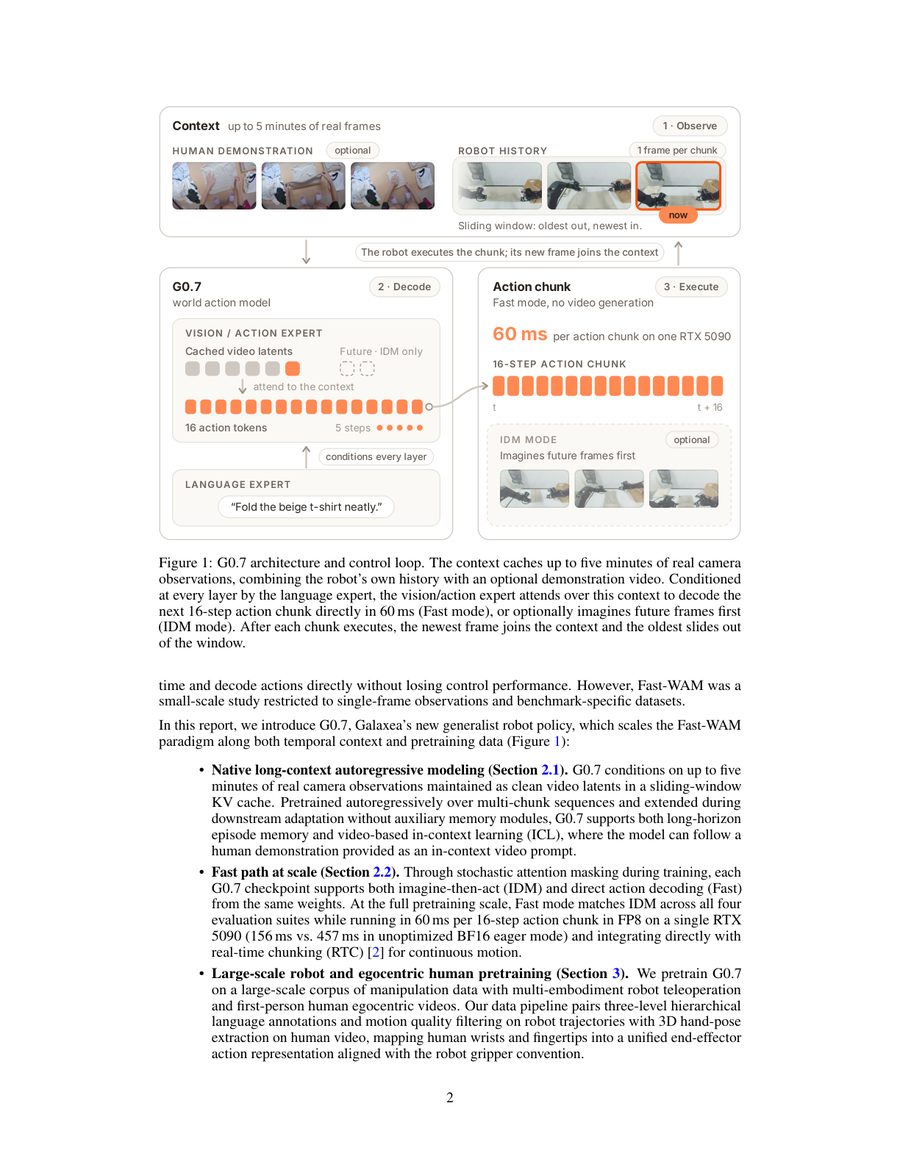 Context up to 5 minutes of real frames
1 · Observe
HUMAN DEMONSTRATION optional
ROBOT HISTORY
1 frame per chunk
now
Sliding window: oldest out, newest in.
The robot executes the chunk; its new frame joins the context
G0.7
2 · Decode
world action model
VISION / ACTION EXPERT
Cached video latents
Future · IDM only
attend to the context
16 action tokens
5 steps
conditions every layer
LANGUAGE EXPERT
“Fold the beige t-shirt neatly.”
Action chunk
3 · Execute
Fast mode, no video generation
60 ms per action chunk on one RTX 5090
16-STEP ACTION CHUNK
t
t + 16
IDM MODE
optional
Imagines future frames first
Figure 1: G0.7 architecture and control loop. The context caches up to five minutes of real camera
observations, combining the robot’s own history with an optional demonstration video. Conditioned
at every layer by the language expert, the vision/action expert attends over this context to decode the
next 16-step action chunk directly in 60 ms (Fast mode), or optionally imagines future frames first
(IDM mode). After each chunk executes, the newest frame joins the context and the oldest slides out
of the window.
time and decode actions directly without losing control performance. However, Fast-WAM was a
small-scale study restricted to single-frame observations and benchmark-specific datasets.
In this report, we introduce G0.7, Galaxea’s new generalist robot policy, which scales the Fast-WAM
paradigm along both temporal context and pretraining data (Figure 1):
• Native long-context autoregressive modeling (Section 2.1). G0.7 conditions on up to five
minutes of real camera observations maintained as clean video latents in a sliding-window
KV cache. Pretrained autoregressively over multi-chunk sequences and extended during
downstream adaptation without auxiliary memory modules, G0.7 supports both long-horizon
episode memory and video-based in-context learning (ICL), where the model can follow a
human demonstration provided as an in-context video prompt.
• Fast path at scale (Section 2.2). Through stochastic attention masking during training, each
G0.7 checkpoint supports both imagine-then-act (IDM) and direct action decoding (Fast)
from the same weights. At the full pretraining scale, Fast mode matches IDM across all four
evaluation suites while running in 60 ms per 16-step action chunk in FP8 on a single RTX
5090 (156 ms vs. 457 ms in unoptimized BF16 eager mode) and integrating directly with
real-time chunking (RTC) [2] for continuous motion.
• Large-scale robot and egocentric human pretraining (Section 3). We pretrain G0.7
on a large-scale corpus of manipulation data with multi-embodiment robot teleoperation
and first-person human egocentric videos. Our data pipeline pairs three-level hierarchical
language annotations and motion quality filtering on robot trajectories with 3D hand-pose
extraction on human video, mapping human wrists and fingertips into a unified end-effector
action representation aligned with the robot gripper convention.
2